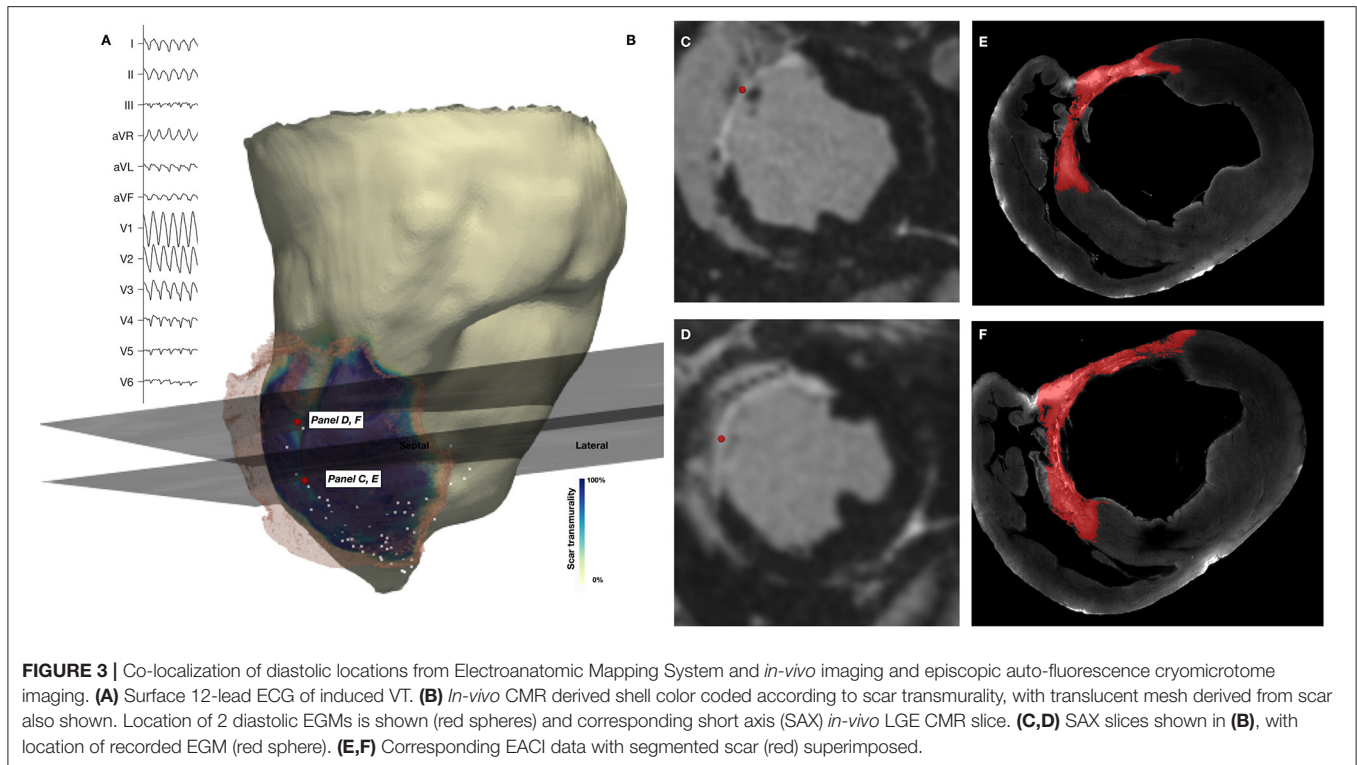 A
B
C
E
I
II
III
aVR
aVL
aVF
V1
V2
V3
V4
V5
V6
D
F
Panel D, F
Septal
Lateral
Panel C, E
100%
Scar transmurality
0%
FIGURE 3 | Co-localization of diastolic locations from Electroanatomic Mapping System and in-vivo imaging and episcopic auto-fluorescence cryomicrotome
imaging. (A) Surface 12-lead ECG of induced VT. (B) In-vivo CMR derived shell color coded according to scar transmurality, with translucent mesh derived from scar
also shown. Location of 2 diastolic EGMs is shown (red spheres) and corresponding short axis (SAX) in-vivo LGE CMR slice. (C,D) SAX slices shown in (B), with
location of recorded EGM (red sphere). (E,F) Corresponding EACI data with segmented scar (red) superimposed.